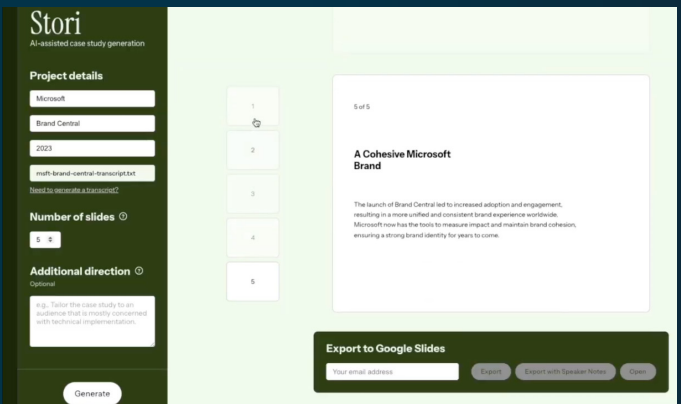 Stori
AI-assisted case study generation
Project details
Microsoft
Brand Central
2023
msft-brand-central-transcript.txt
Need to generate a transcript?
Number of slides ?
5
Additional direction ?
Optional
e.g., Tailor the case study to an
audience that is mostly concerned
with technical implementation.
Generate
1
2
3
4
5
5 of 5
A Cohesive Microsoft
Brand
The launch of Brand Central led to increased adoption and engagement,
resulting in a more unified and consistent brand experience worldwide.
Microsoft now has the tools to measure impact and maintain brand cohesion,
ensuring a strong brand identity for years to come.
Export to Google Slides
Your email address
Export
Export with Speaker Notes
Open